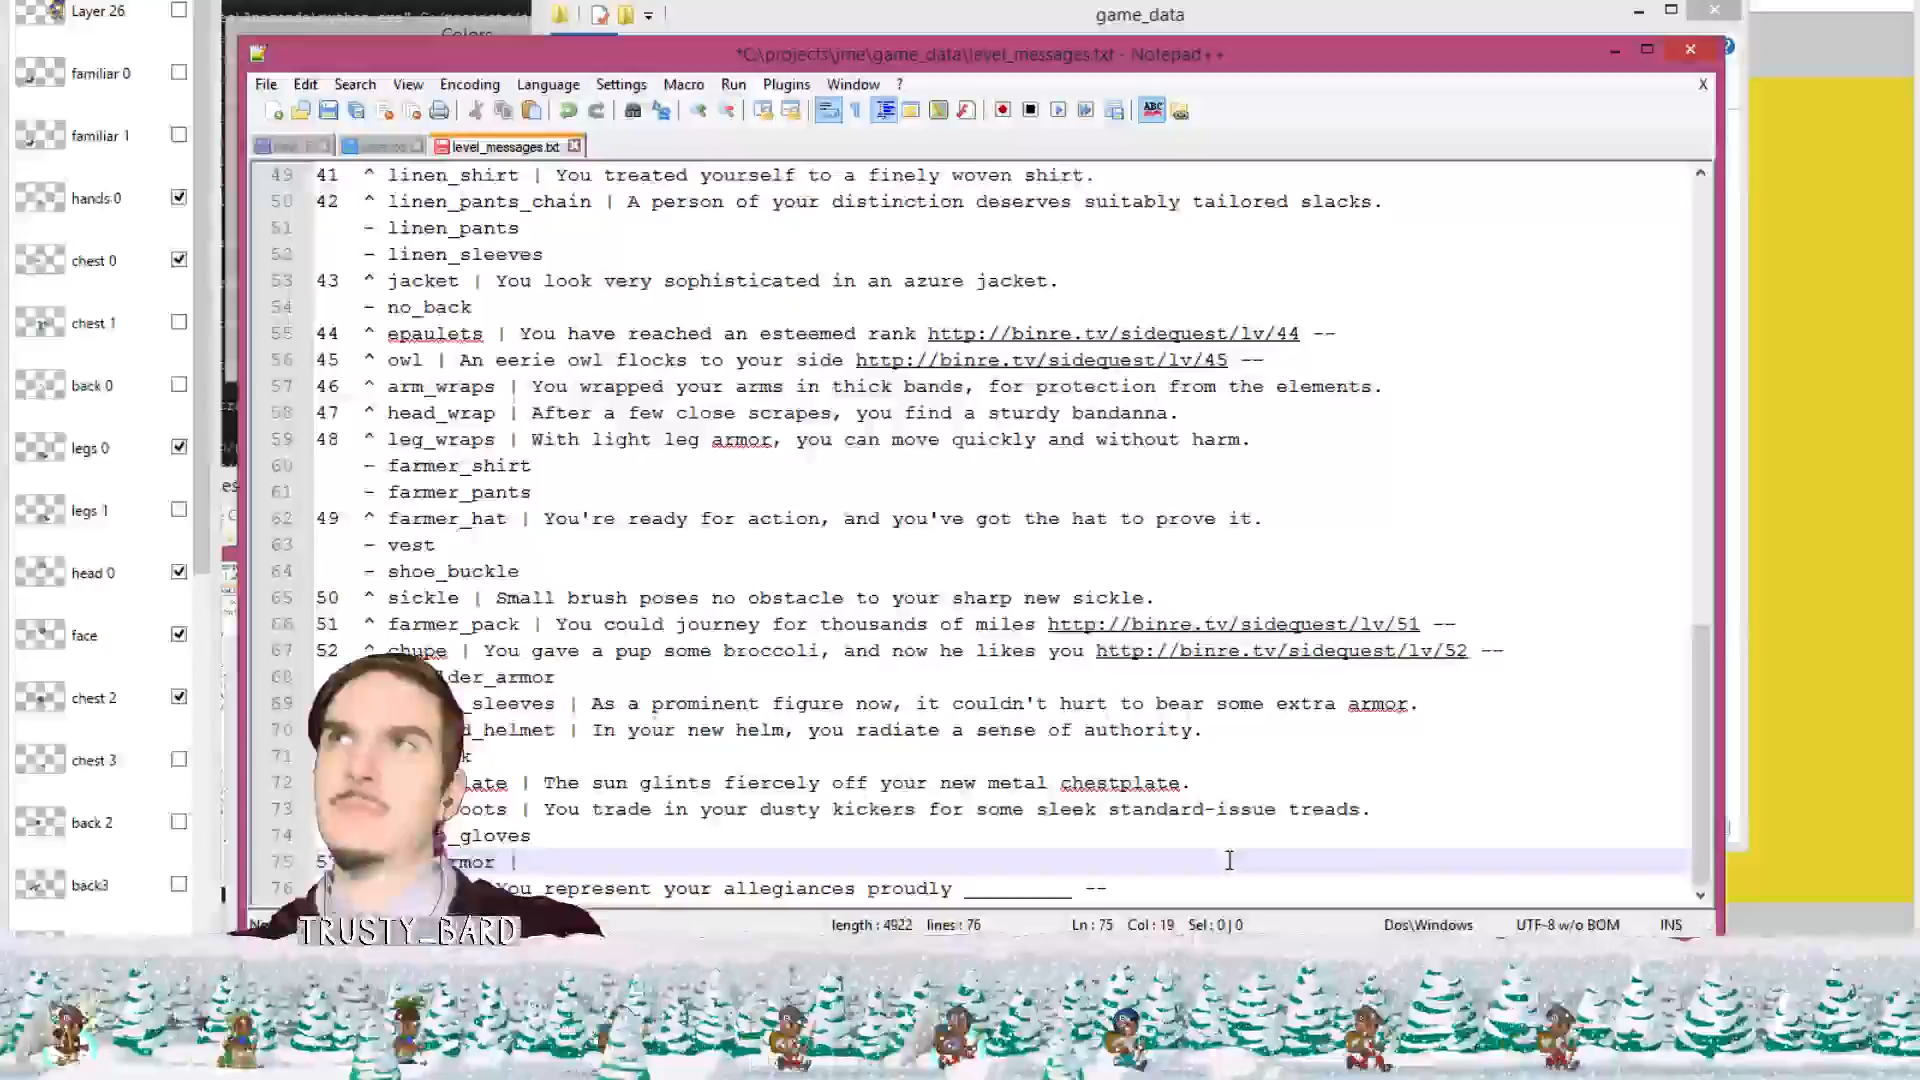 Layer 26
familiar 0
familiar 1
hands 0
chest 0
chest 1
back 0
legs 0
legs 1
head 0
face
chest 2
chest 3
back 2
back3
Colors
game_data
*C:\projects\jme\game_data\level_messages.txt - Notepad++
File Edit Search View Encoding Language Settings Macro Run Plugins Window ? X
level_messages.txt
49 41 ^ linen_shirt | You treated yourself to a finely woven shirt.
50 42 ^ linen_pants_chain | A person of your distinction deserves suitably tailored slacks.
51 - linen_pants
52 - linen_sleeves
53 43 ^ jacket | You look very sophisticated in an azure jacket.
54 - no_back
55 44 ^ epaulets | You have reached an esteemed rank http://binre.tv/sidequest/lv/44 --
56 45 ^ owl | An eerie owl flocks to your side http://binre.tv/sidequest/lv/45 --
57 46 ^ arm_wraps | You wrapped your arms in thick bands, for protection from the elements.
58 47 ^ head_wrap | After a few close scrapes, you find a sturdy bandanna.
59 48 ^ leg_wraps | With light leg armor, you can move quickly and without harm.
60 - farmer_shirt
61 - farmer_pants
62 49 ^ farmer_hat | You're ready for action, and you've got the hat to prove it.
63 - vest
64 - shoe_buckle
65 50 ^ sickle | Small brush poses no obstacle to your sharp new sickle.
66 51 ^ farmer_pack | You could journey for thousands of miles http://binre.tv/sidequest/lv/51 --
67 52 ^ chupe | You gave a pup some broccoli, and now he likes you http://binre.tv/sidequest/lv/52 --
68 der_armor
69 _sleeves | As a prominent figure now, it couldn't hurt to bear some extra armor.
70 d_helmet | In your new helm, you radiate a sense of authority.
71 k
72 ate | The sun glints fiercely off your new metal chestplate.
73 oots | You trade in your dusty kickers for some sleek standard-issue treads.
74 _gloves
75 5 rmor |
76 You represent your allegiances proudly _________ --
length : 4922 lines : 76 Ln : 75 Col : 19 Sel : 0 | 0 Dos\Windows UTF-8 w/o BOM INS
TRUSTY_BARD